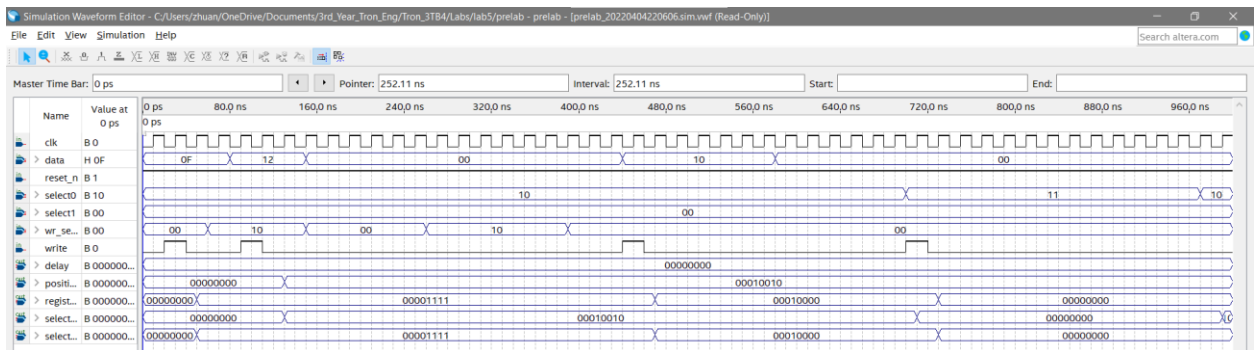 Simulation Waveform Editor - C:/Users/zhuan/OneDrive/Documents/3rd_Year_Tron_Eng/Tron_3TB4/Labs/lab5/prelab - prelab - [prelab_20220404220606.sim.vwf (Read-Only)]
File Edit View Simulation Help Search altera.com
Master Time Bar: 0 ps Pointer: 252.11 ns Interval: 252.11 ns Start: End:
Name Value at 0 ps
0 ps 80.0 ns 160.0 ns 240.0 ns 320.0 ns 400.0 ns 480.0 ns 560.0 ns 640.0 ns 720.0 ns 800.0 ns 880.0 ns 960.0 ns
0 ps
clk B 0
> data H 0F 0F 12 00 10 00
reset_n B 1
> select0 B 10 10 11 10
> select1 B 00 00
> wr_se... B 00 00 10 00 10 00
write B 0
> delay B 000000... 00000000
> positi... B 000000... 00000000 00010010
> regist... B 000000... 00000000 00001111 00010000 00000000
> select... B 000000... 00000000 00010010 00000000
> select... B 000000... 00000000 00001111 00010000 00000000